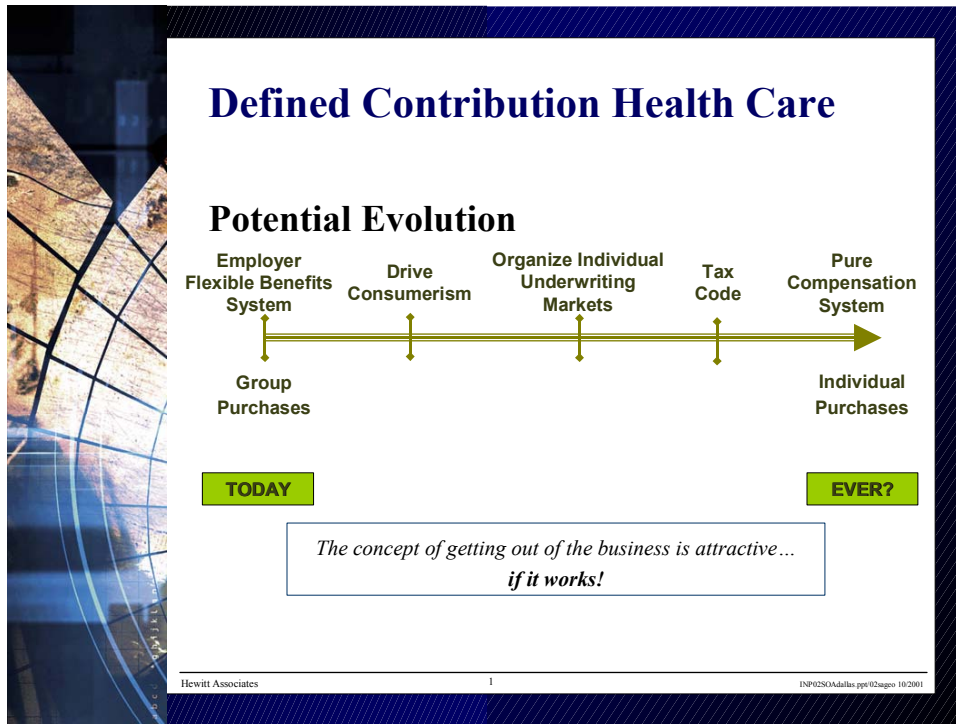 Defined Contribution Health Care
Potential Evolution
Employer
Flexible Benefits
System
Drive
Consumerism
Organize Individual
Underwriting
Markets
Tax
Code
Pure
Compensation
System
Group
Purchases
Individual
Purchases
TODAY
EVER?
The concept of getting out of the business is attractive…
if it works!
Hewitt Associates
1
INP02SOAdallas.ppt/02sageo 10/2001